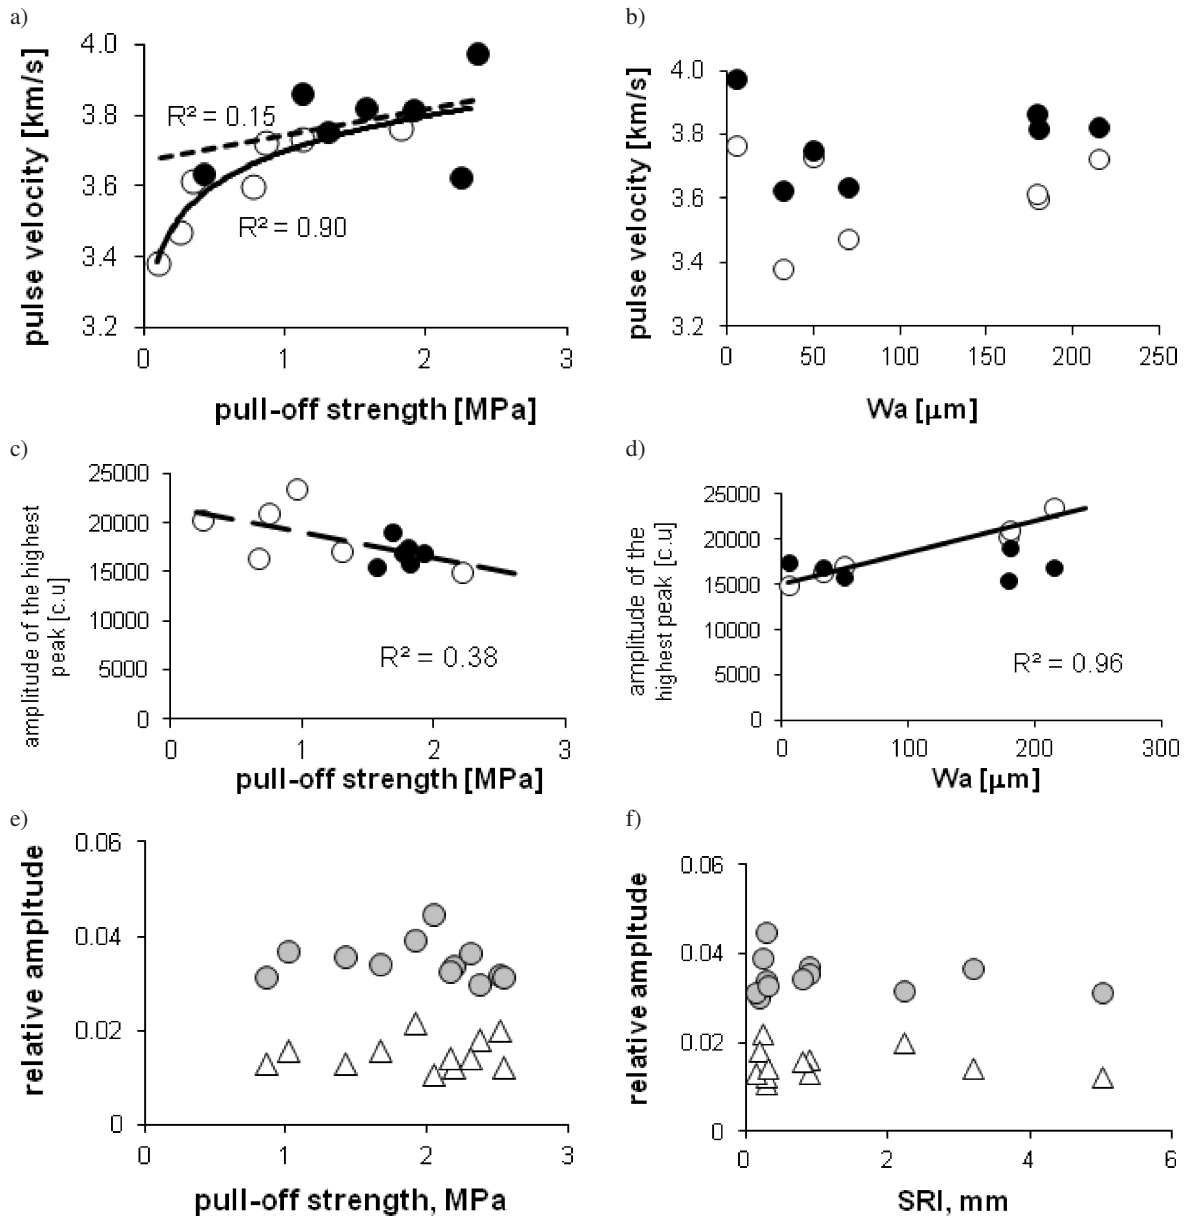 a)
pulse velocity [km/s]
4.0
3.8
3.6
3.4
3.2
R² = 0.15
R² = 0.90
0 1 2 3
pull-off strength [MPa]
b)
pulse velocity [km/s]
4.0
3.8
3.6
3.4
3.2
0 50 100 150 200 250
Wa [μm]
c)
amplitude of the highest
peak [c.u]
25000
20000
15000
10000
5000
0
R² = 0.38
0 1 2 3
pull-off strength [MPa]
d)
amplitude of the
highest peak [c.u]
25000
20000
15000
10000
5000
0
R² = 0.96
0 100 200 300
Wa [μm]
e)
relative ampltude
0.06
0.04
0.02
0
0 1 2 3
pull-off strength, MPa
f)
relative ampltude
0.06
0.04
0.02
0
0 2 4 6
SRI, mm